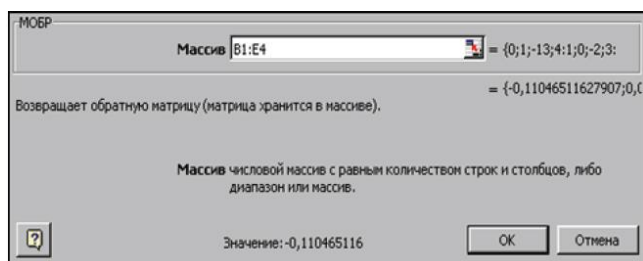 МОБР
Массив B1:E4 = {0;1;-13;4:1;0;-2;3:
= {-0,11046511627907;0,0
Возвращает обратную матрицу (матрица хранится в массиве).
Массив числовой массив с равным количеством строк и столбцов, либо
диапазон или массив.
? Значение:-0,110465116 OK Отмена